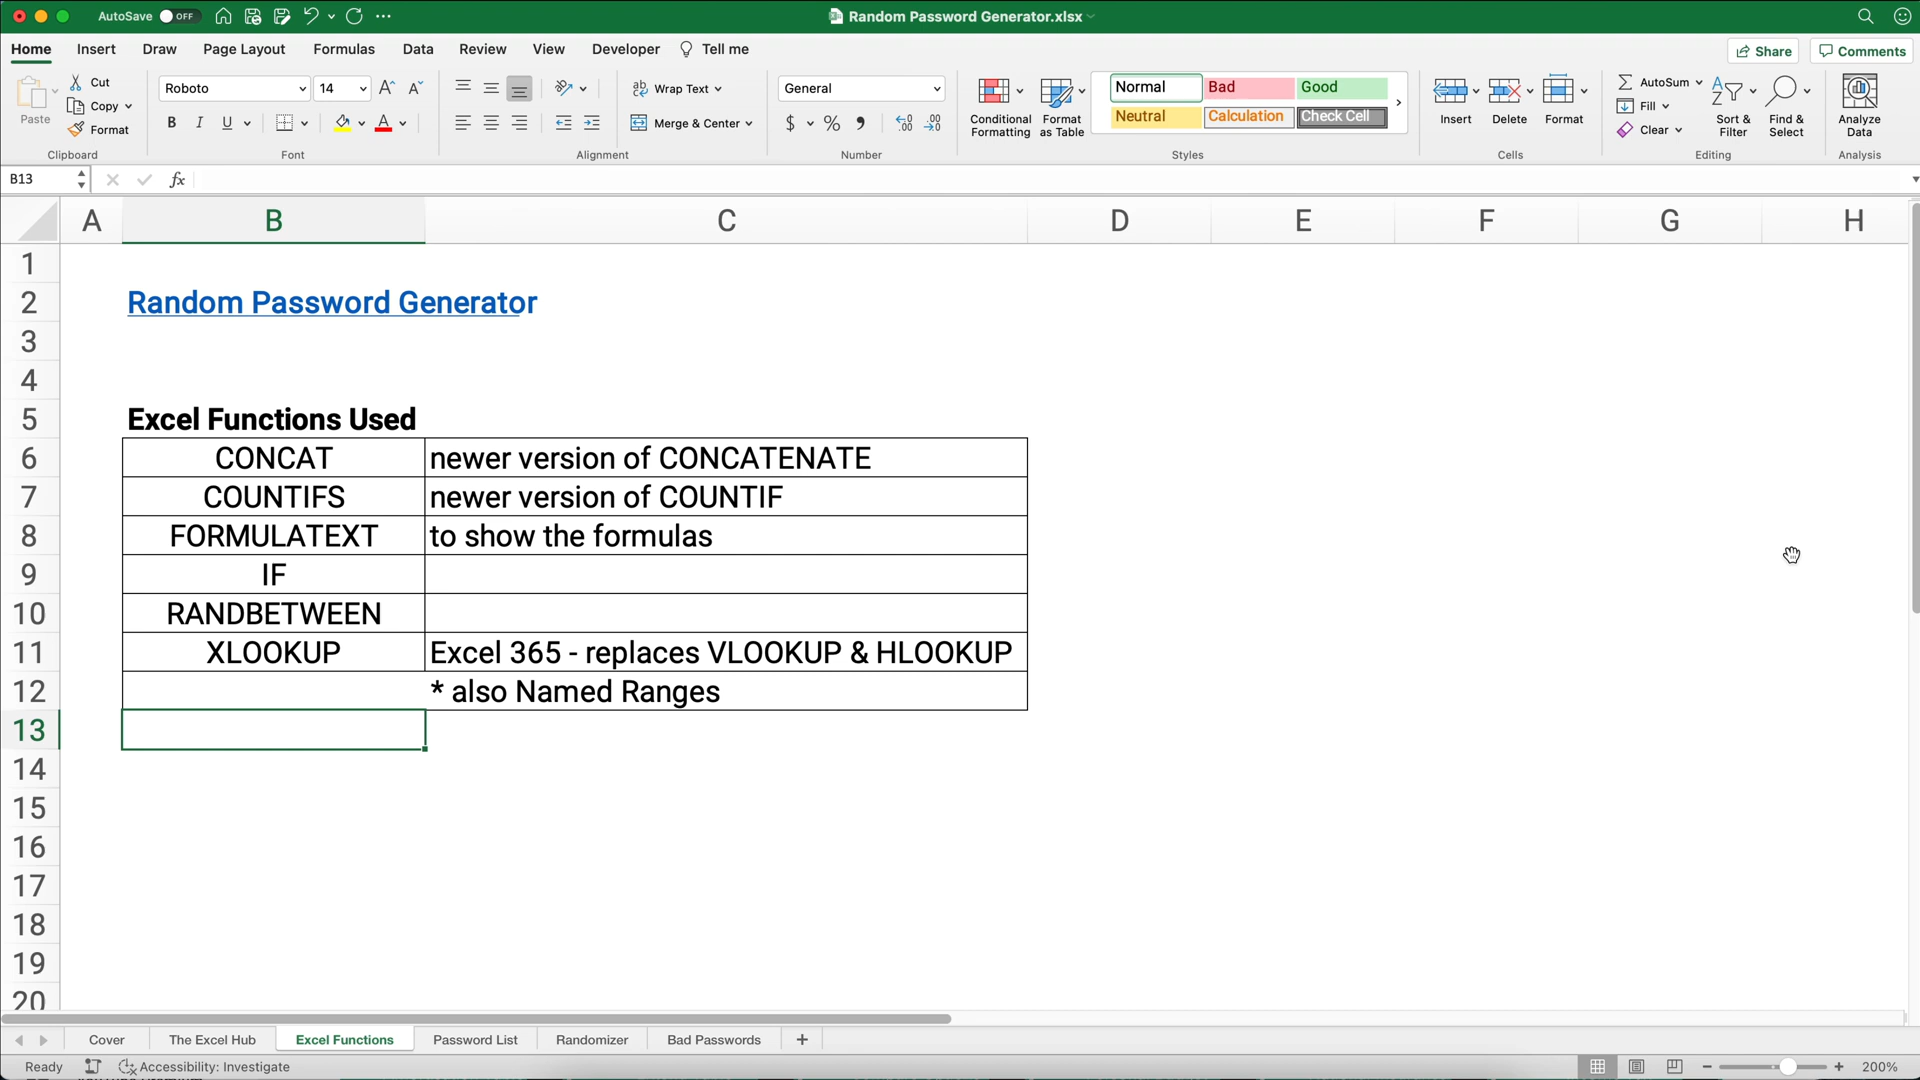 AutoSave OFF Random Password Generator.xlsx
Home Insert Draw Page Layout Formulas Data Review View Developer Tell me Share Comments
Paste Cut Copy Format
Clipboard
Roboto 14
B I U A
Font
Wrap Text
Merge & Center
Alignment
General
$ % , .00 .00
Number
Conditional Formatting
Format as Table
Normal Bad Good
Neutral Calculation Check Cell
Styles
Insert Delete Format
Cells
AutoSum
Fill
Clear
Sort & Filter
Find & Select
Editing
Analyze Data
Analysis
B13 fx
A B C D E F G H
1
2 Random Password Generator
3
4
5 Excel Functions Used
6 CONCAT newer version of CONCATENATE
7 COUNTIFS newer version of COUNTIF
8 FORMULATEXT to show the formulas
9 IF
10 RANDBETWEEN
11 XLOOKUP Excel 365 - replaces VLOOKUP & HLOOKUP
12 * also Named Ranges
13
14
15
16
17
18
19
20
Cover The Excel Hub Excel Functions Password List Randomizer Bad Passwords +
Ready Accessibility: Investigate 200%